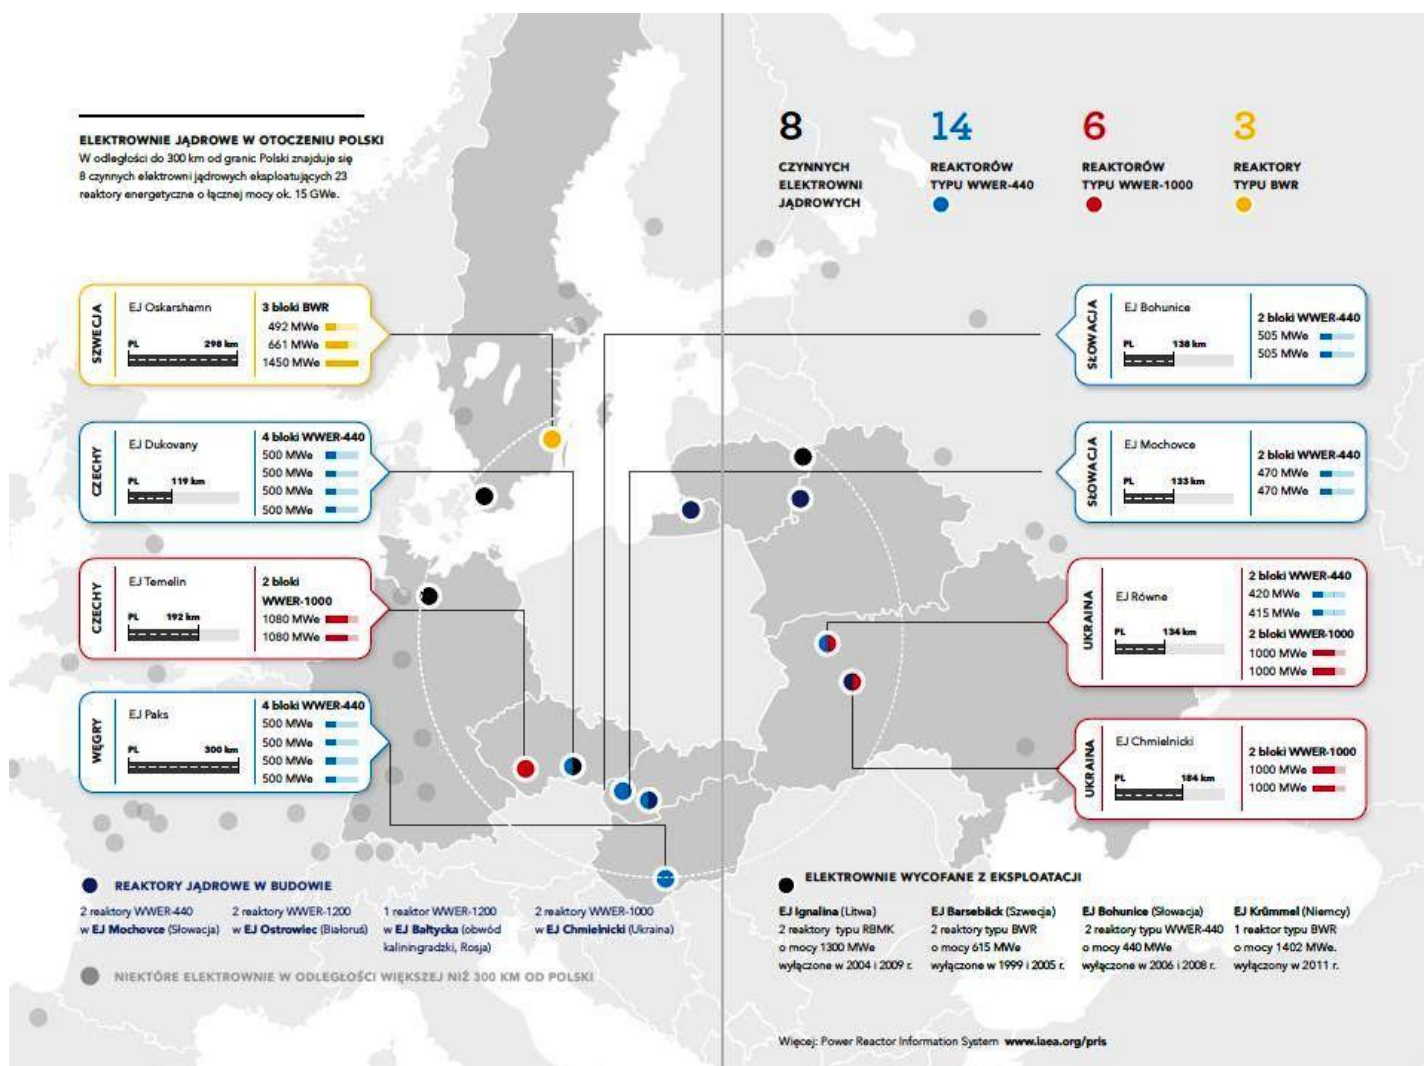 ELEKTROWNIE JĄDROWE W OTOCZENIU POLSKI
W odległości do 300 km od granic Polski znajduje się
8 czynnych elektrowni jądrowych eksploatujących 23
reaktory energetyczne o łącznej mocy ok. 15 GWe.
8
CZYNNYCH
ELEKTROWNI
JĄDROWYCH
14
REAKTORÓW
TYPU WWER-440
6
REAKTORÓW
TYPU WWER-1000
3
REAKTORY
TYPU BWR
SZWECJA
EJ Oskarshamn
PL 298 km
3 bloki BWR
492 MWe
661 MWe
1450 MWe
CZECHY
EJ Dukovany
PL 119 km
4 bloki WWER-440
500 MWe
500 MWe
500 MWe
500 MWe
CZECHY
EJ Temelin
PL 192 km
2 bloki
WWER-1000
1080 MWe
1080 MWe
WĘGRY
EJ Paks
PL 300 km
4 bloki WWER-440
500 MWe
500 MWe
500 MWe
500 MWe
SŁOWACJA
EJ Bohunice
PL 138 km
2 bloki WWER-440
505 MWe
505 MWe
SŁOWACJA
EJ Mochovce
PL 133 km
2 bloki WWER-440
470 MWe
470 MWe
UKRAINA
EJ Równe
PL 134 km
2 bloki WWER-440
420 MWe
415 MWe
2 bloki WWER-1000
1000 MWe
1000 MWe
UKRAINA
EJ Chmielnicki
PL 184 km
2 bloki WWER-1000
1000 MWe
1000 MWe
REAKTORY JĄDROWE W BUDOWIE
2 reaktory WWER-440
w EJ Mochovce (Słowacja)
2 reaktory WWER-1200
w EJ Ostrowiec (Białoruś)
1 reaktor WWER-1200
w EJ Bałtycka (obwód
kaliningradzki, Rosja)
2 reaktory WWER-1000
w EJ Chmielnicki (Ukraina)
NIEKTÓRE ELEKTROWNIE W ODLEGŁOŚCI WIĘKSZEJ NIŻ 300 KM OD POLSKI
ELEKTROWNIE WYCOFANE Z EKSPLOATACJI
EJ Ignalina (Litwa)
2 reaktory typu RBMK
o mocy 1300 MWe
wyłączone w 2004 i 2009 r.
EJ Barsebäck (Szwecja)
2 reaktory typu BWR
o mocy 615 MWe
wyłączone w 1999 i 2005 r.
EJ Bohunice (Słowacja)
2 reaktory typu WWER-440
o mocy 440 MWe
wyłączone w 2006 i 2008 r.
EJ Krümmel (Niemcy)
1 reaktor typu BWR
o mocy 1402 MWe.
wyłączony w 2011 r.
Więcej: Power Reactor Information System www.iaea.org/pris